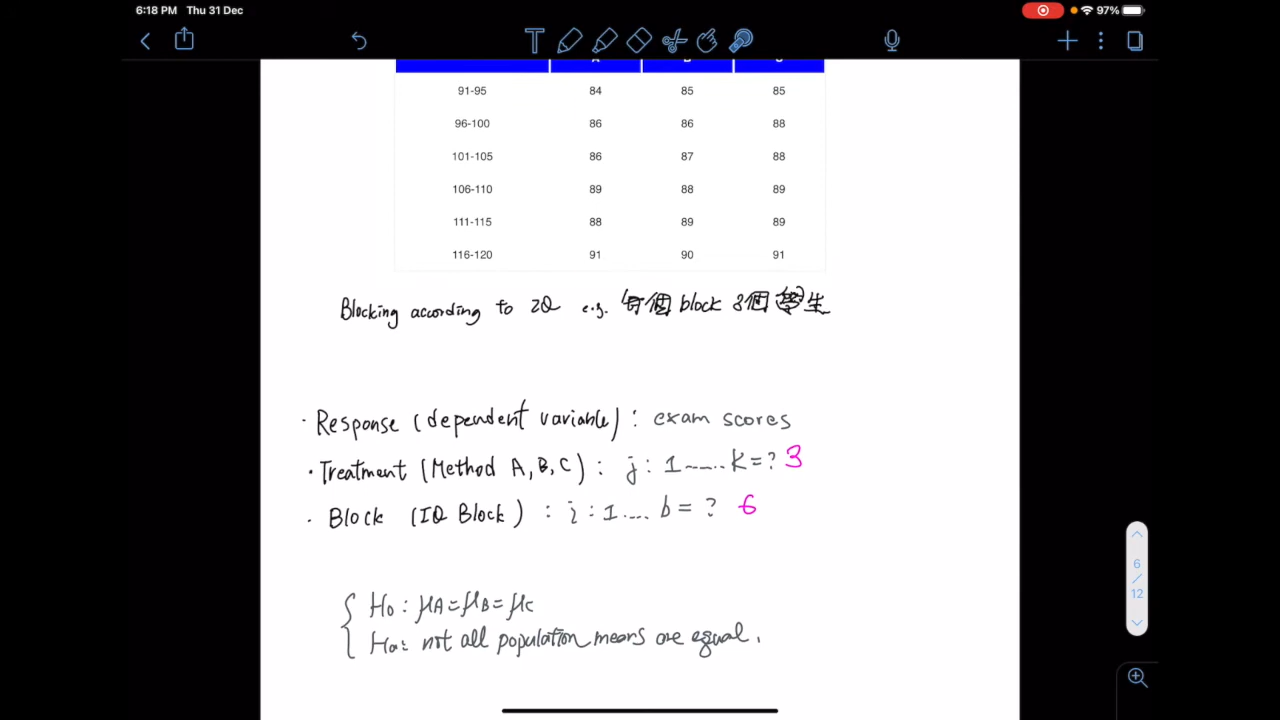 6:18 PM Thu 31 Dec 97%
A B C
91-95 84 85 85
96-100 86 86 88
101-105 86 87 88
106-110 89 88 89
111-115 88 89 89
116-120 91 90 91
Blocking according to IQ e.g. 每個 block 3個 學生
· Response (dependent variable) : exam scores
· Treatment (Method A, B, C) : j : 1 ...... k = ? 3
· Block (IQ Block) : i : 1 .... b = ? 6
H0 : μA = μB = μC
Ha : not all population means are equal.
6
/
12